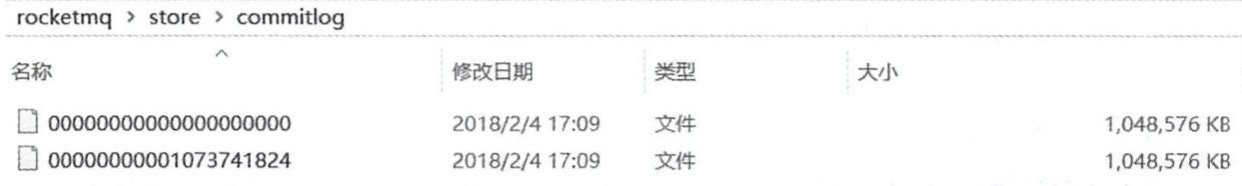 rocketmq > store > commitlog
名称 修改日期 类型 大小
00000000000000000000 2018/2/4 17:09 文件 1,048,576 KB
00000000001073741824 2018/2/4 17:09 文件 1,048,576 KB